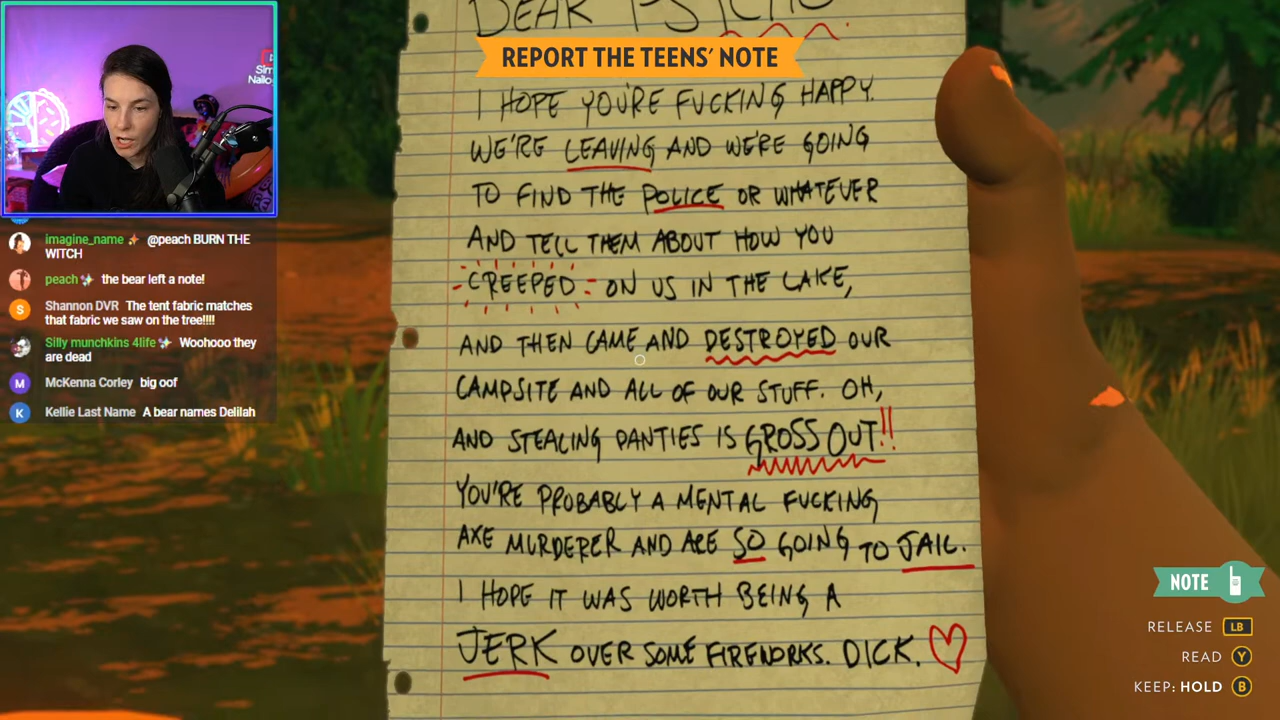 DEAR PSYCHO
REPORT THE TEENS' NOTE
I HOPE YOU'RE FUCKING HAPPY.
WE'RE LEAVING AND WE'RE GOING
TO FIND THE POLICE OR WHATEVER
AND TELL THEM ABOUT HOW YOU
CREEPED ON US IN THE LAKE,
AND THEN CAME AND DESTROYED OUR
CAMPSITE AND ALL OF OUR STUFF. OH,
AND STEALING PANTIES IS GROSS OUT!!
YOU'RE PROBABLY A MENTAL FUCKING
AXE MURDERER AND ARE SO GOING TO JAIL.
I HOPE IT WAS WORTH BEING A
JERK OVER SOME FIREWORKS. DICK.
imagine_name @peach BURN THE
WITCH
peach the bear left a note!
Shannon DVR The tent fabric matches
that fabric we saw on the tree!!!!
Silly munchkins 4life Woohooo they
are dead
McKenna Corley big oof
Kellie Last Name A bear names Delilah
S
M
K
NOTE
RELEASE LB
READ Y
KEEP: HOLD B